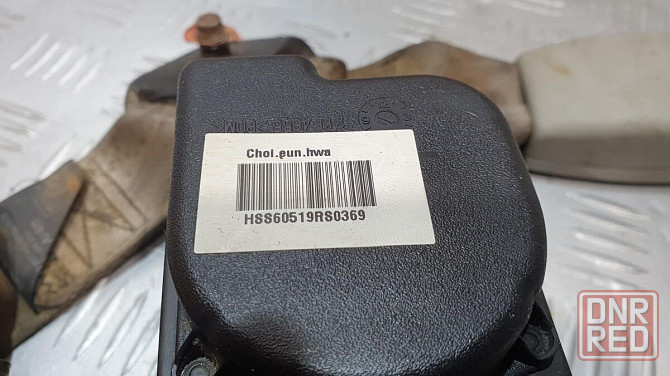 Choi.eun.hwa
HSS60519RS0369
DNR
RED